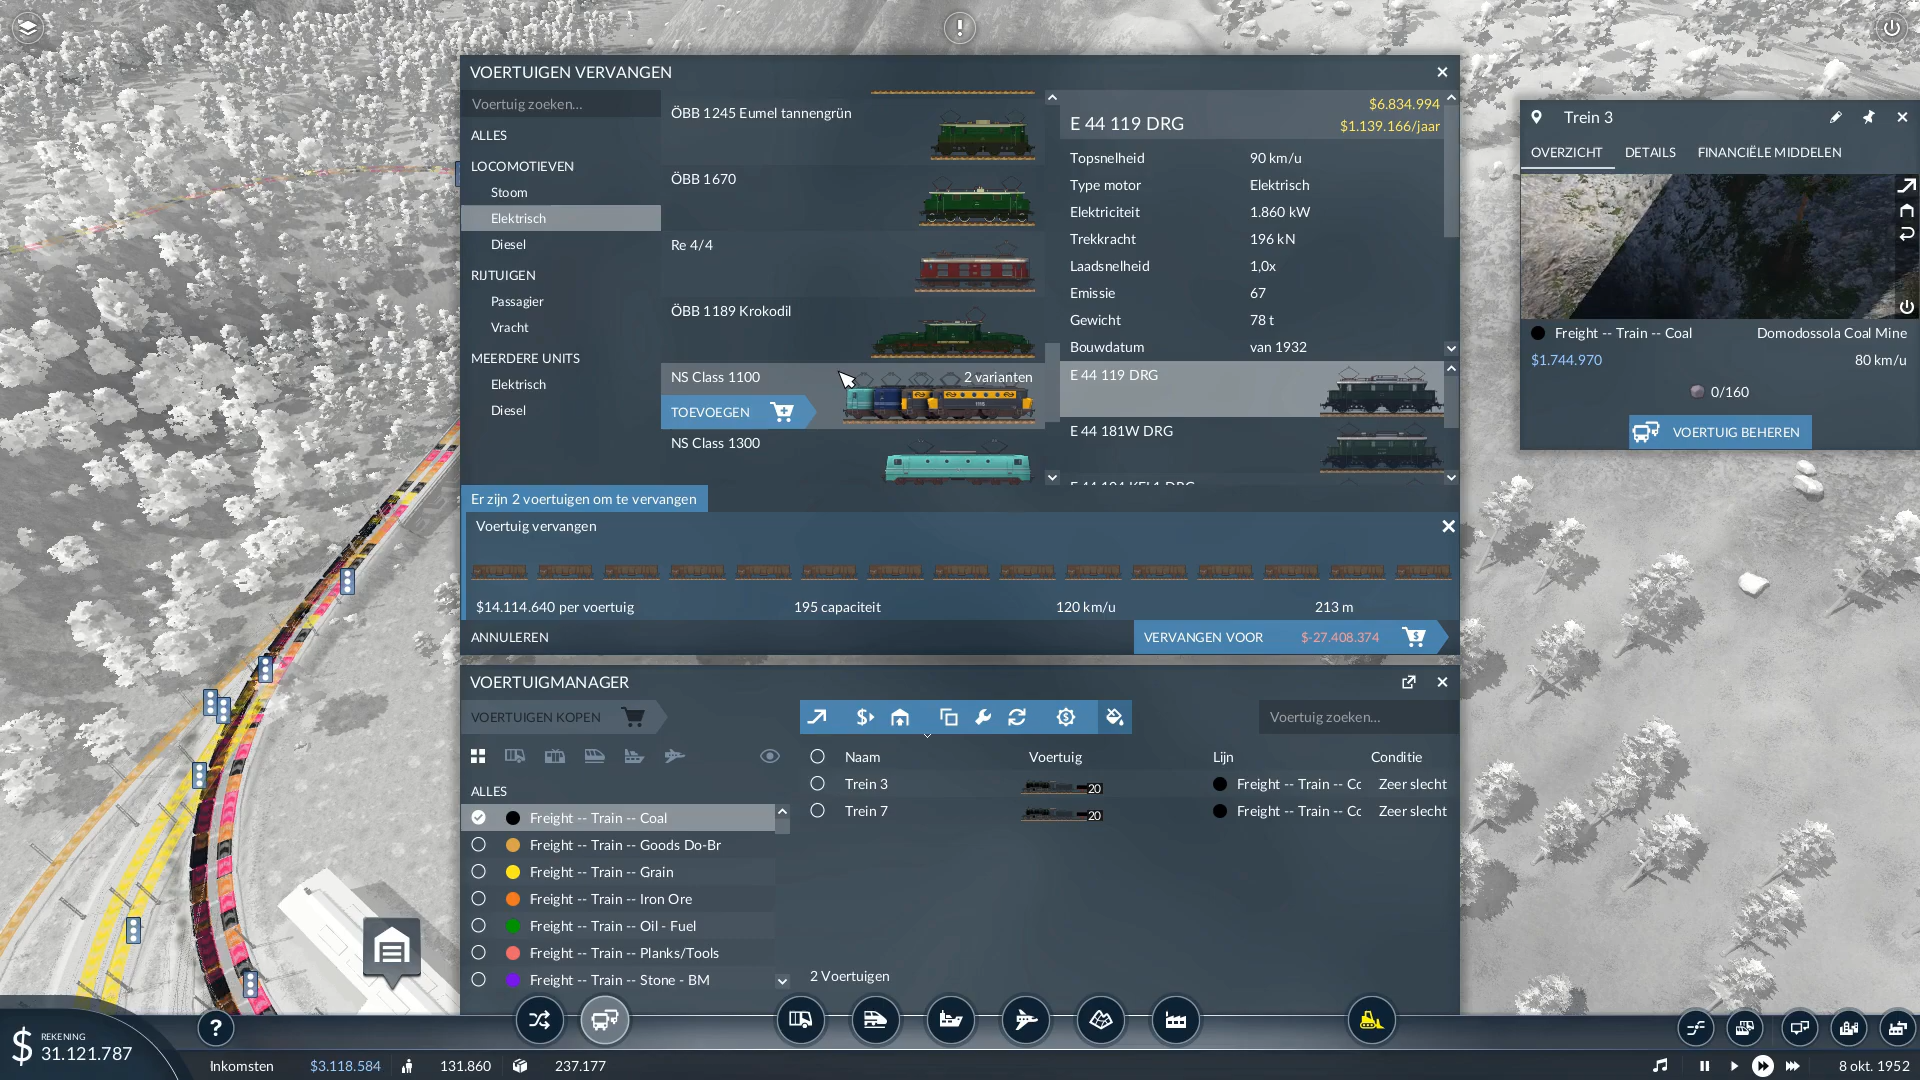 VOERTUIGEN VERVANGEN
Voertuig zoeken...
ALLES
LOCOMOTIEVEN
Stoom
Elektrisch
Diesel
RIJTUIGEN
Passagier
Vracht
MEERDERE UNITS
Elektrisch
Diesel
ÖBB 1245 Eumel tannengrün
ÖBB 1670
Re 4/4
ÖBB 1189 Krokodil
NS Class 1100 2 varianten
TOEVOEGEN
NS Class 1300
$6.834.994
E 44 119 DRG $1.139.166/jaar
Topsnelheid 90 km/u
Type motor Elektrisch
Elektriciteit 1.860 kW
Trekkracht 196 kN
Laadsnelheid 1,0x
Emissie 67
Gewicht 78 t
Bouwdatum van 1932
E 44 119 DRG
E 44 181W DRG
Er zijn 2 voertuigen om te vervangen
Voertuig vervangen
$14.114.640 per voertuig 195 capaciteit 120 km/u 213 m
ANNULEREN VERVANGEN VOOR $-27.408.374
Trein 3
OVERZICHT DETAILS FINANCIËLE MIDDELEN
Freight -- Train -- Coal Domodossola Coal Mine
$1.744.970 80 km/u
0/160
VOERTUIG BEHEREN
VOERTUIGMANAGER
VOERTUIGEN KOPEN
Voertuig zoeken...
ALLES
Freight -- Train -- Coal
Freight -- Train -- Goods Do-Br
Freight -- Train -- Grain
Freight -- Train -- Iron Ore
Freight -- Train -- Oil - Fuel
Freight -- Train -- Planks/Tools
Freight -- Train -- Stone - BM
Naam Voertuig Lijn Conditie
Trein 3 20 Freight -- Train -- Cc Zeer slecht
Trein 7 20 Freight -- Train -- Cc Zeer slecht
2 Voertuigen
REKENING
$ 31.121.787
?
Inkomsten $3.118.584 131.860 237.177
8 okt. 1952